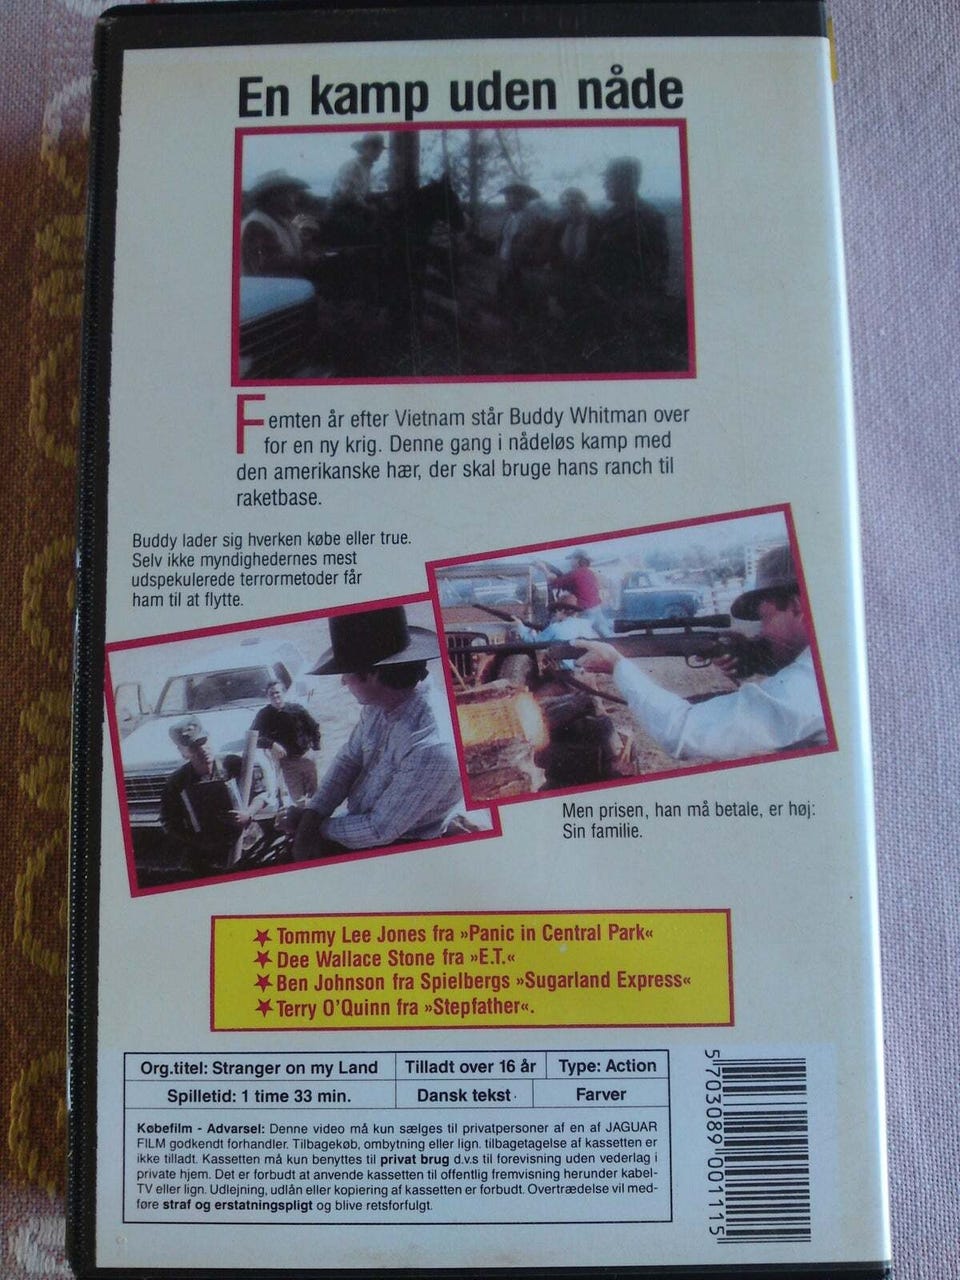 En kamp uden nåde
Femten år efter Vietnam står Buddy Whitman over
for en ny krig. Denne gang i nådeløs kamp med
den amerikanske hær, der skal bruge hans ranch til
raketbase.
Buddy lader sig hverken købe eller true.
Selv ikke myndighedernes mest
udspekulerede terrormetoder får
ham til at flytte.
Men prisen, han må betale, er høj:
Sin familie.
Tommy Lee Jones fra »Panic in Central Park«
Dee Wallace Stone fra »E.T.«
Ben Johnson fra Spielbergs »Sugarland Express«
Terry O'Quinn fra »Stepfather«.
Org.titel: Stranger on my Land
Tilladt over 16 år
Type: Action
Spilletid: 1 time 33 min.
Dansk tekst
Farver
Købefilm - Advarsel: Denne video må kun sælges til privatpersoner af en af JAGUAR
FILM godkendt forhandler. Tilbagekøb, ombytning eller lign. tilbagetagelse af kassetten er
ikke tilladt. Kassetten må kun benyttes til privat brug d.v.s til forevisning uden vederlag i
private hjem. Det er forbudt at anvende kassetten til offentlig fremvisning herunder kabel-
TV eller lign. Udlejning, udlån eller kopiering af kassetten er forbudt. Overtrædelse vil med-
føre straf og erstatningspligt og blive retsforfulgt.
5 703089 001115